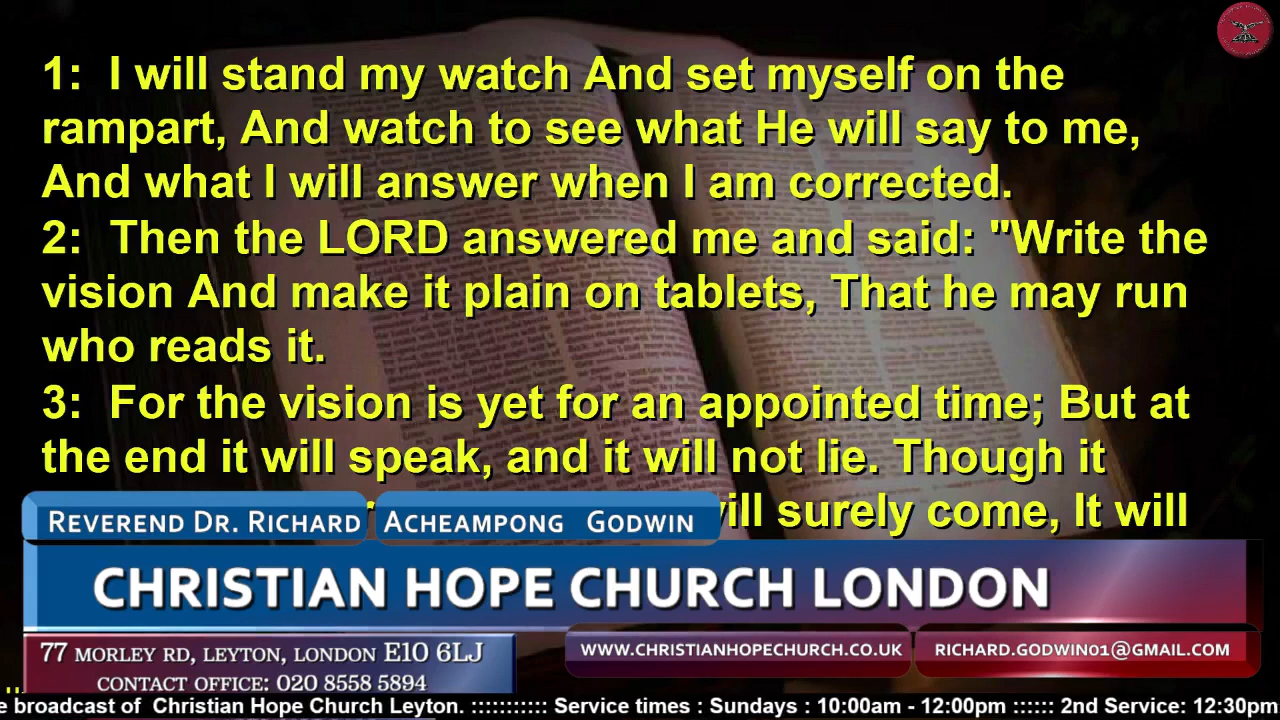 1: I will stand my watch And set myself on the
rampart, And watch to see what He will say to me,
And what I will answer when I am corrected.
2: Then the LORD answered me and said: "Write the
vision And make it plain on tablets, That he may run
who reads it.
3: For the vision is yet for an appointed time; But at
the end it will speak, and it will not lie. Though it
will surely come, It will
REVEREND DR. RICHARD ACHEAMPONG GODWIN
CHRISTIAN HOPE CHURCH LONDON
77 MORLEY RD, LEYTON, LONDON E10 6LJ
CONTACT OFFICE: 020 8558 5894
WWW.CHRISTIANHOPECHURCH.CO.UK
RICHARD.GODWIN01@GMAIL.COM
e broadcast of Christian Hope Church Leyton. ::::::::::: Service times : Sundays : 10:00am - 12:00pm :::::: 2nd Service: 12:30pm